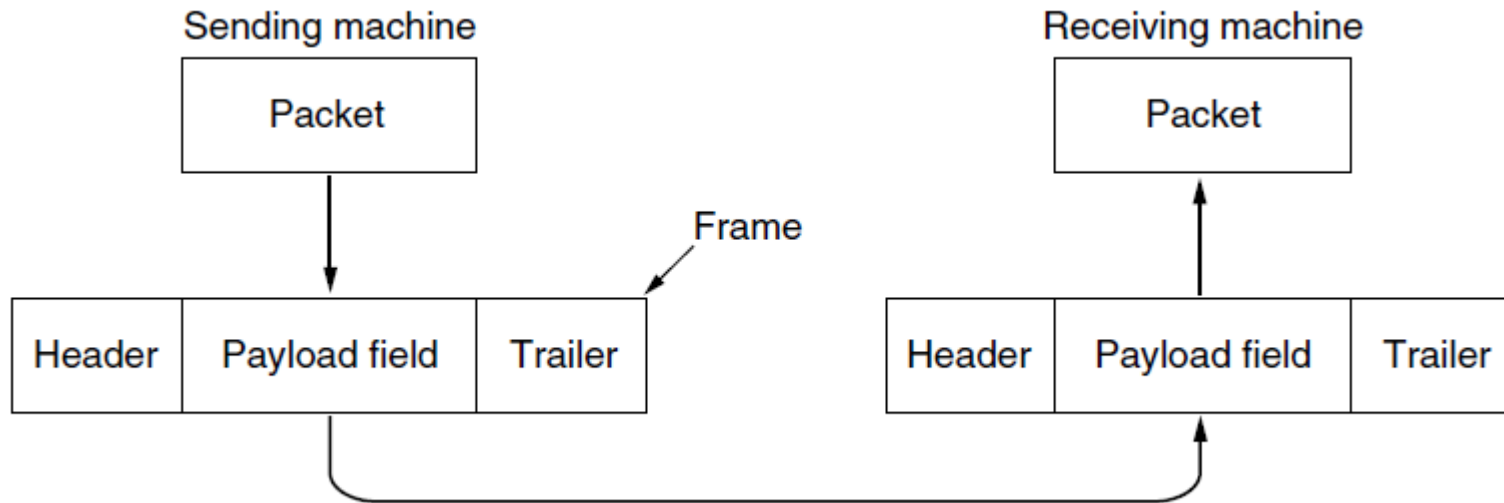 Sending machine
Receiving machine
Packet
Packet
Frame
Header
Payload field
Trailer
Header
Payload field
Trailer